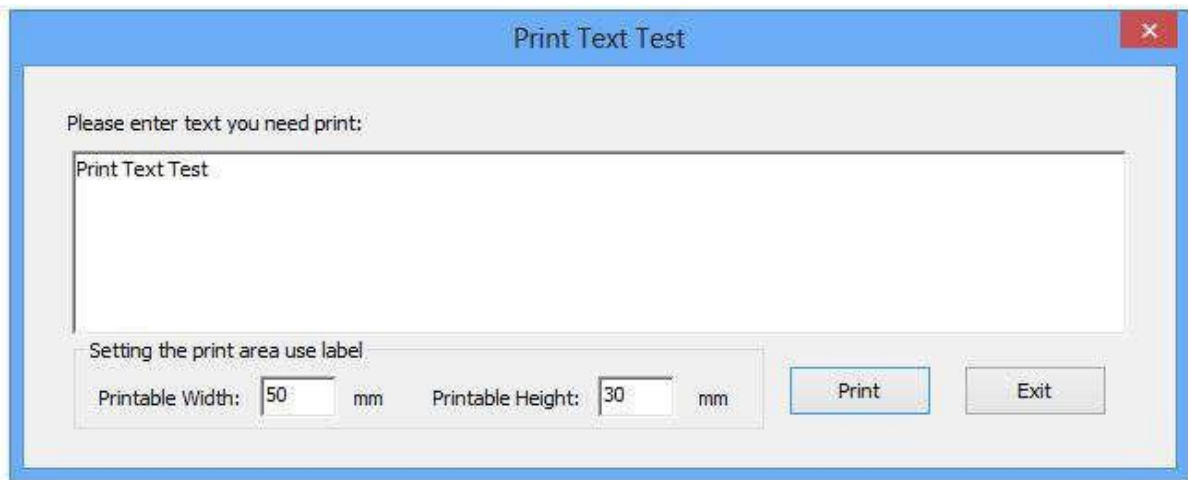 Print Text Test
Please enter text you need print:
Print Text Test
Setting the print area use label
Printable Width: 50 mm Printable Height: 30 mm
Print Exit